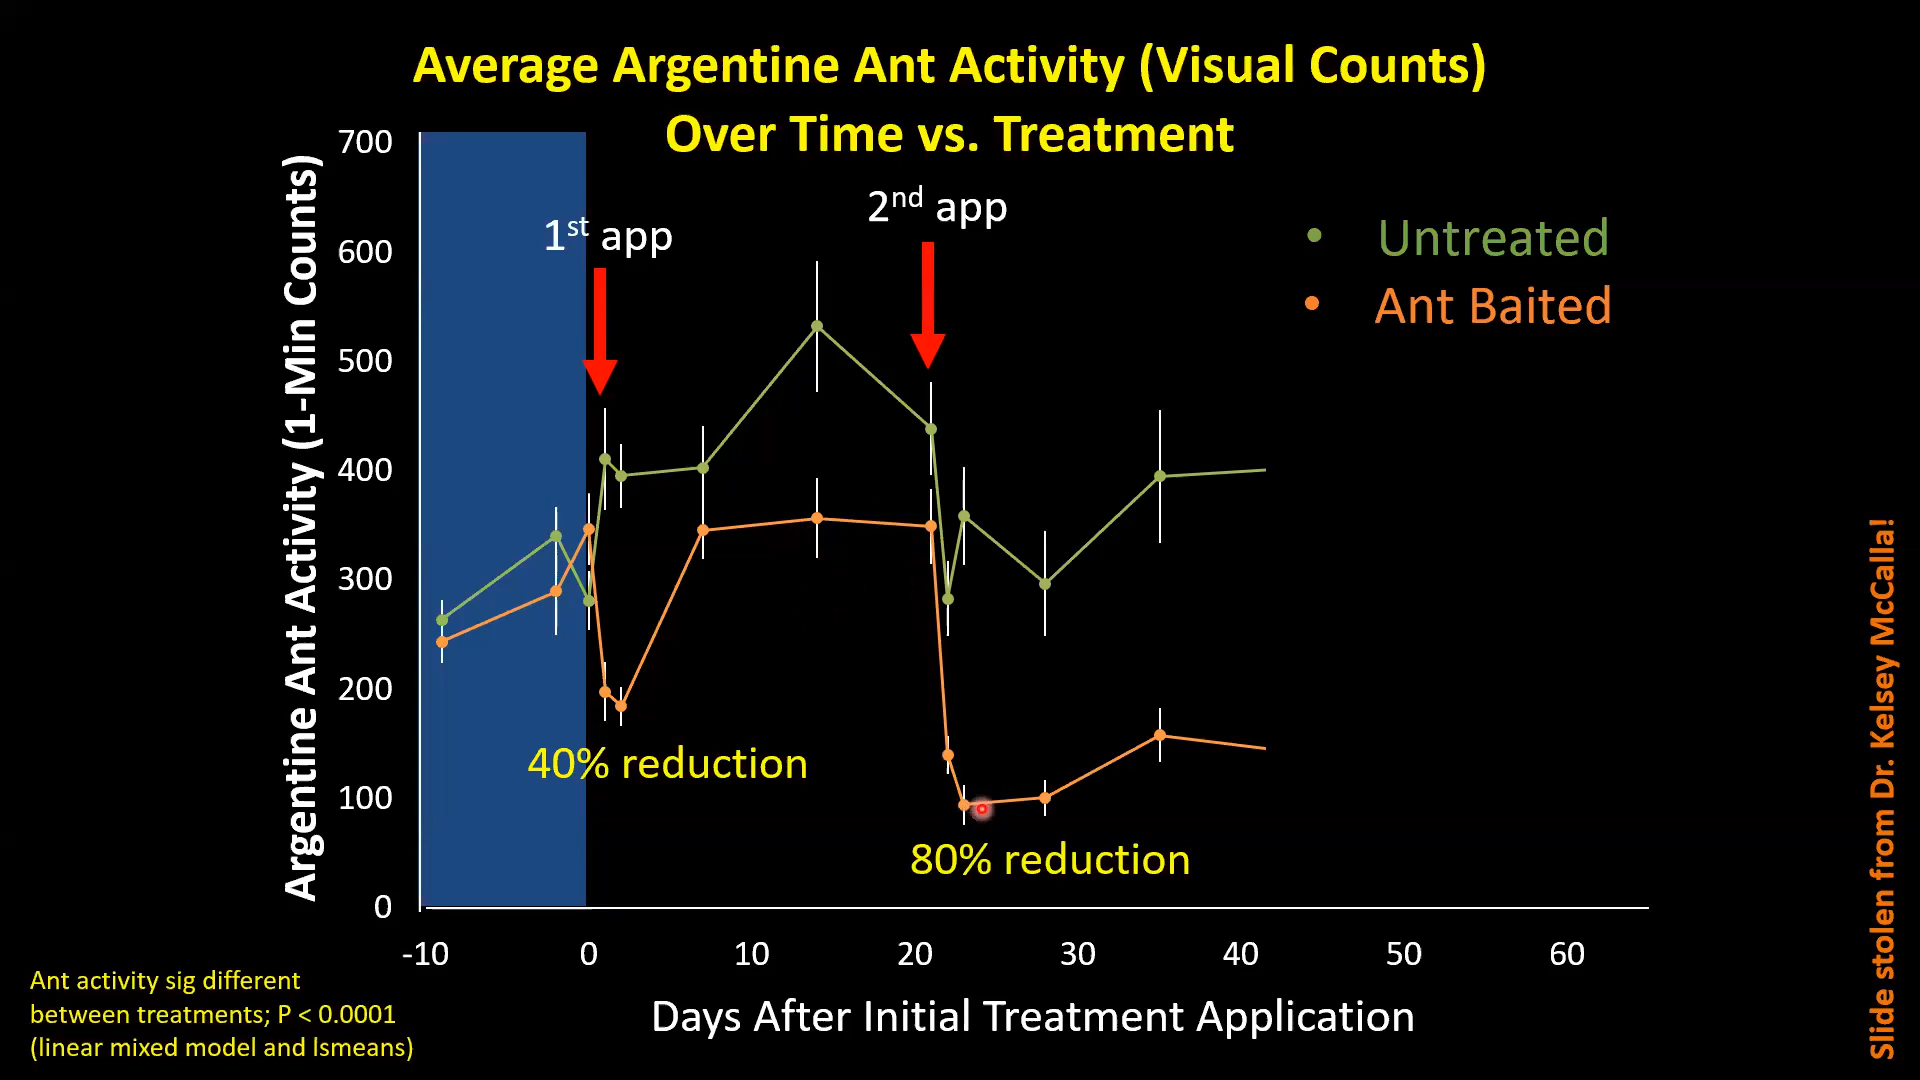 Average Argentine Ant Activity (Visual Counts)
Over Time vs. Treatment
Argentine Ant Activity (1-Min Counts)
700
600
500
400
300
200
100
0
1st app
2nd app
Untreated
Ant Baited
40% reduction
80% reduction
-10 0 10 20 30 40 50 60
Days After Initial Treatment Application
Ant activity sig different
between treatments; P < 0.0001
(linear mixed model and lsmeans)
Slide stolen from Dr. Kelsey McCalla!